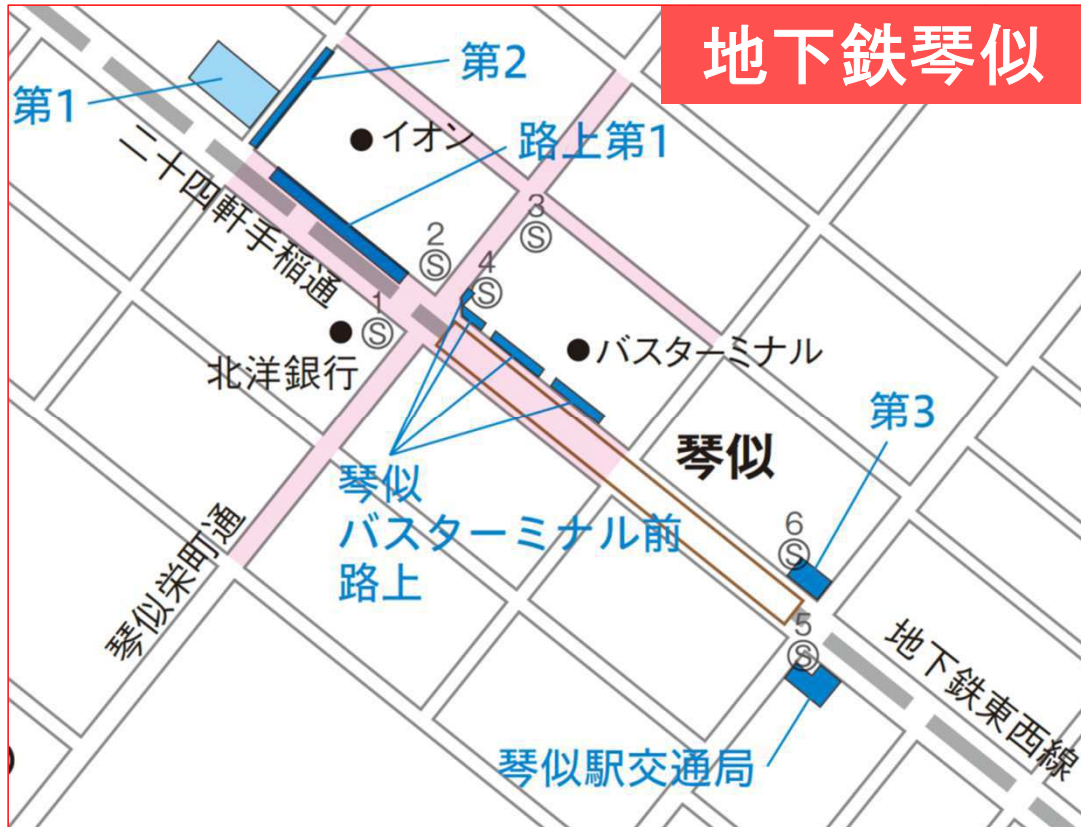 地下鉄琴似
第2
第1
イオン
路上第1
二十四軒手稲通
3
Ⓢ
2
Ⓢ
4
Ⓢ
1
Ⓢ
北洋銀行
バスターミナル
第3
琴似
琴似
バスターミナル前
路上
6
Ⓢ
琴似栄町通
5
Ⓢ
地下鉄東西線
琴似駅交通局